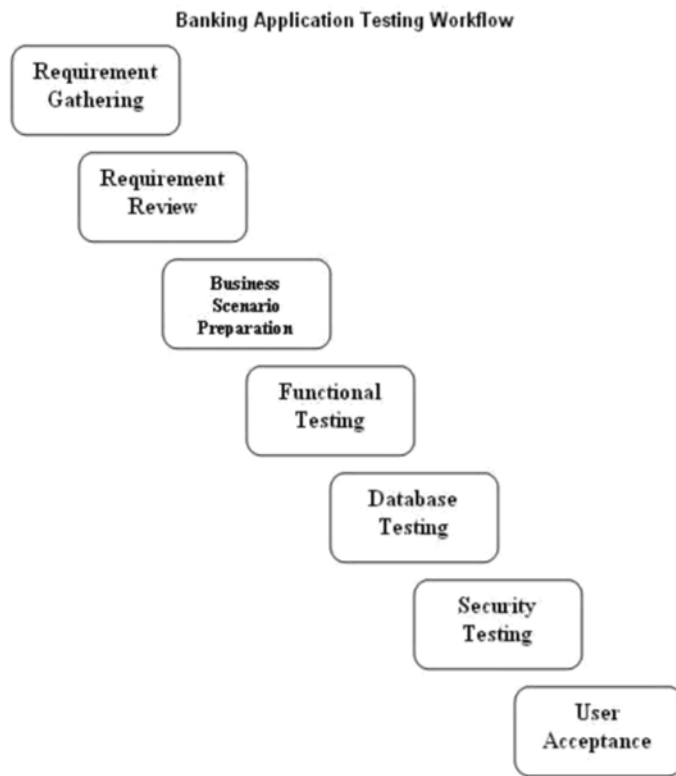 Banking Application Testing Workflow
Requirement
Gathering
Requirement
Review
Business
Scenario
Preparation
Functional
Testing
Database
Testing
Security
Testing
User
Acceptance